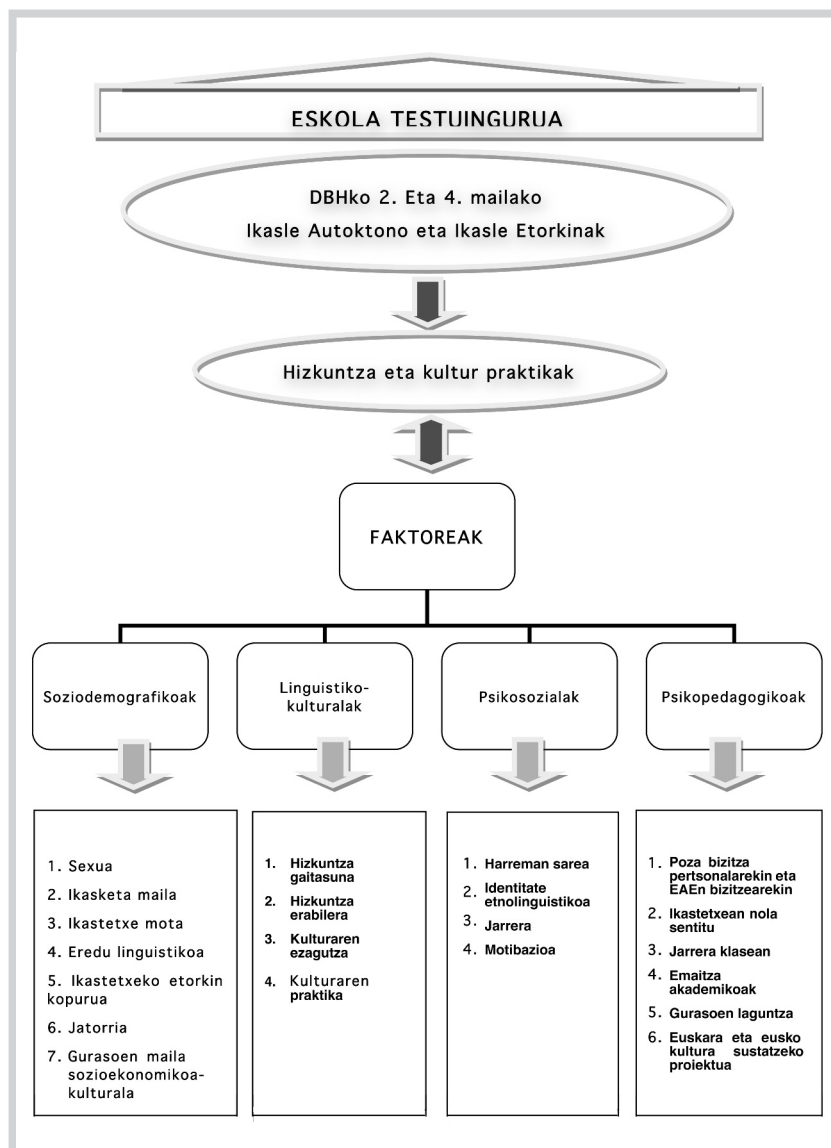 ESKOLA TESTUINGURUA
DBHko 2. Eta 4. mailako
Ikasle Autoktono eta Ikasle Etorkinak
Hizkuntza eta kultur praktikak
FAKTOREAK
Soziodemografikoak
Linguistiko-
kulturalak
Psikosozialak
Psikopedagogikoak
1. Sexua
2. Ikasketa maila
3. Ikastetxe mota
4. Eredu linguistikoa
5. Ikastetxeko etorkin
kopurua
6. Jatorria
7. Gurasoen maila
sozioekonomikoa-
kulturala
1. Hizkuntza
gaitasuna
2. Hizkuntza
erabilera
3. Kulturaren
ezagutza
4. Kulturaren
praktika
1. Harreman sarea
2. Identitate
etnolinguistikoa
3. Jarrera
4. Motibazioa
1. Poza bizitza
pertsonalarekin eta
EAEn bizitzearekin
2. Ikastetxean nola
sentitu
3. Jarrera klasean
4. Emaitza
akademikoak
5. Gurasoen laguntza
6. Euskara eta eusko
kultura sustatzeko
proiektua